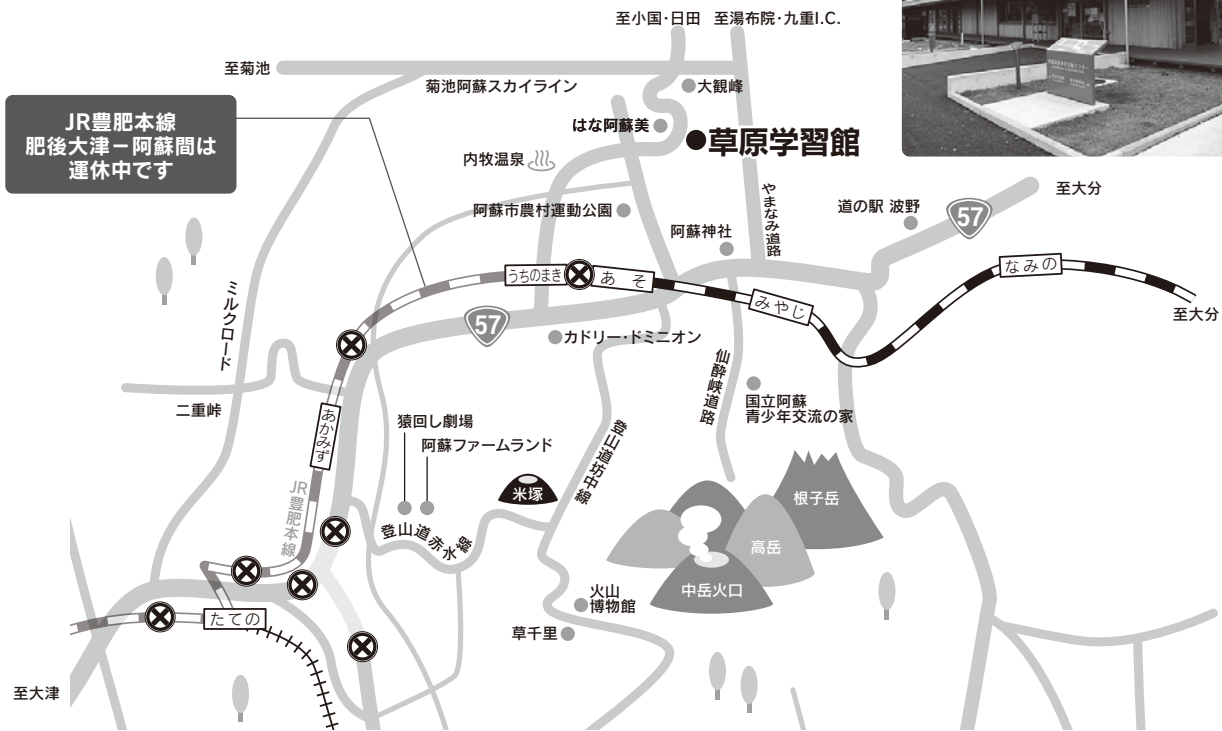 至小国・日田　至湯布院・九重I.C.
至菊池
菊池阿蘇スカイライン
大観峰
JR豊肥本線
肥後大津－阿蘇間は
運休中です
はな阿蘇美
草原学習館
内牧温泉
やまなみ道路
至大分
道の駅 波野
57
阿蘇市農村運動公園
阿蘇神社
うちのまき
あそ
みやじ
なみの
至大分
ミルクロード
57
カドリー・ドミニオン
仙酔峡道路
国立阿蘇
青少年交流の家
二重峠
あかみず
猿回し劇場
阿蘇ファームランド
登山道坊中線
米塚
根子岳
JR豊肥本線
登山道赤水線
高岳
中岳火口
火山
博物館
たての
草千里
至大津